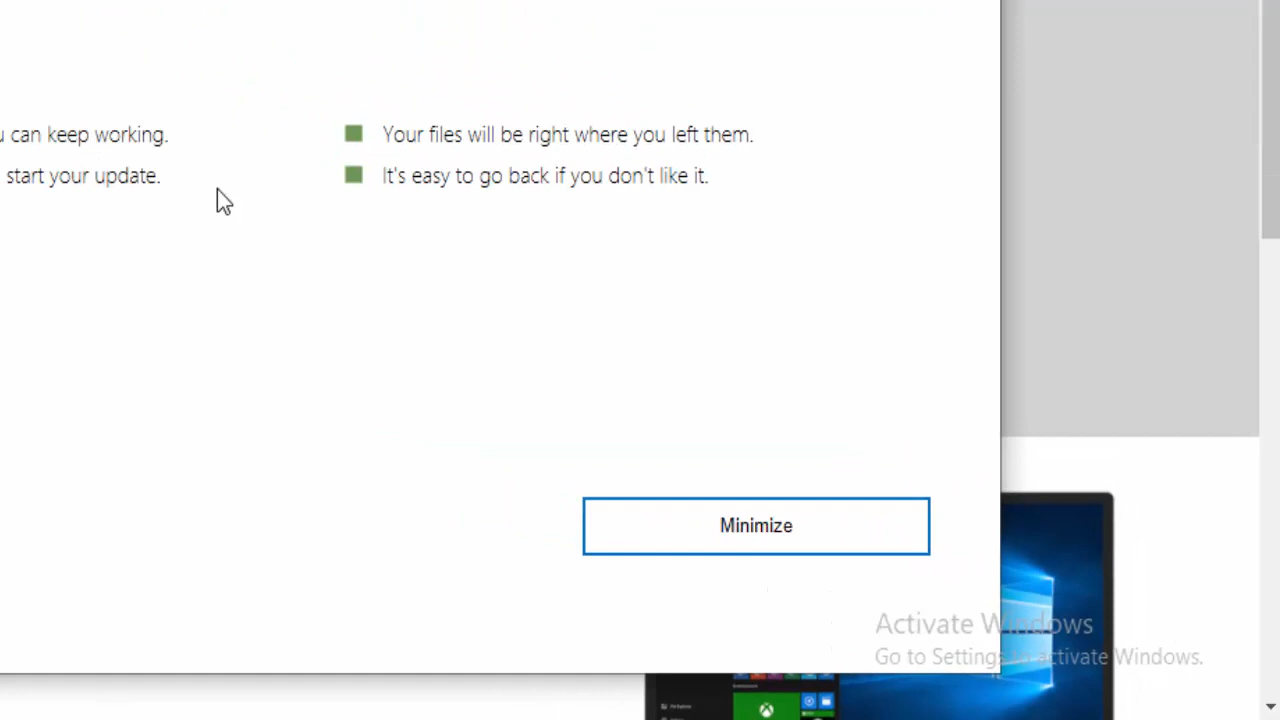 u can keep working.
Your files will be right where you left them.
start your update.
It's easy to go back if you don't like it.
Minimize
Activate Windows
Go to Settings to activate Windows.